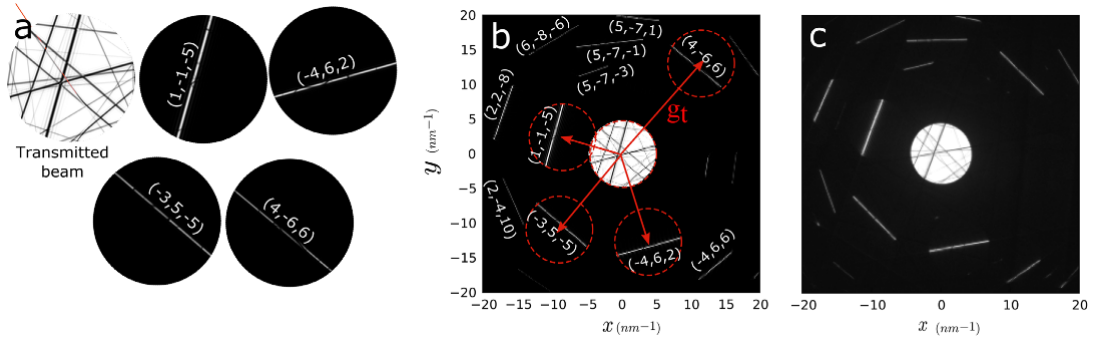 a
(1,-1,-5)
(-4,6,2)
Transmitted
beam
(-3,5,-5)
(4,-6,6)
b
20
15
10
5
0
−5
−10
−15
−20
y (nm−1)
(6,-8,-6)
(5,-7,1)
(5,-7,-1)
(5,-7,-3)
(4,-6,6)
(2,2,-8)
gt
(1,-1,-5)
(2,-4,10)
(-3,5,-5)
(-4,6,2)
(-4,6,6)
−20 −15 −10 −5 0 5 10 15 20
x (nm−1)
c
−20 −10 0 10 20
x (nm−1)